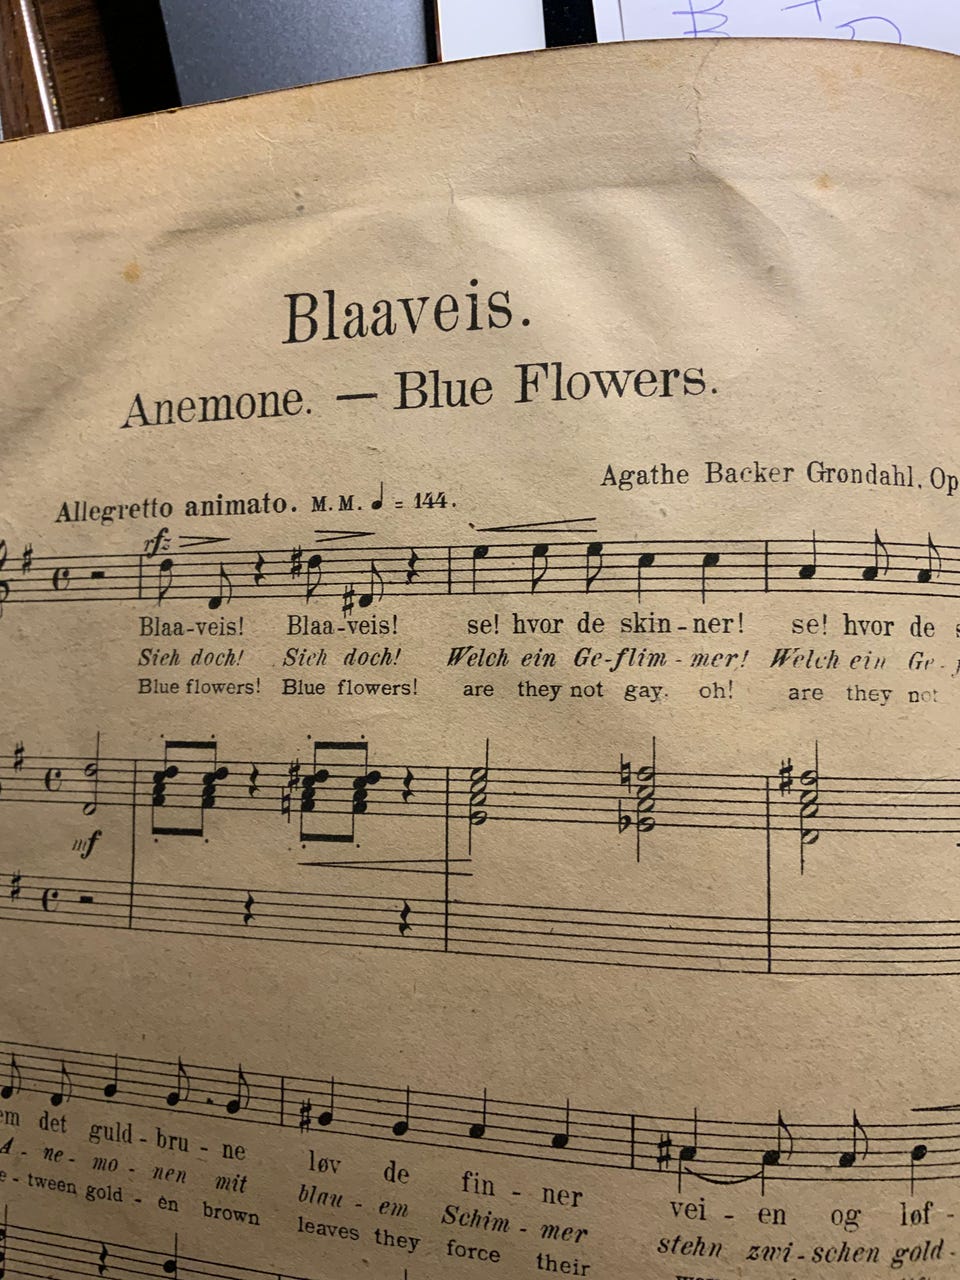 Blaaveis.
Anemone. — Blue Flowers.
Agathe Backer Grøndahl, Op
Allegretto animato. M.M. ♩ = 144.
rfz
Blaa-veis! Blaa-veis! se! hvor de skin-ner! se! hvor de
Sieh doch! Sieh doch! Welch ein Ge-flim-mer! Welch ein Ge-
Blue flowers! Blue flowers! are they not gay. oh! are they not
mf
det guld-bru-ne løv de fin-ner vei-en og løf-
A-ne-mo-nen mit blau-em Schim-mer stehn zwi-schen gold-
tween gold-en brown leaves they force their